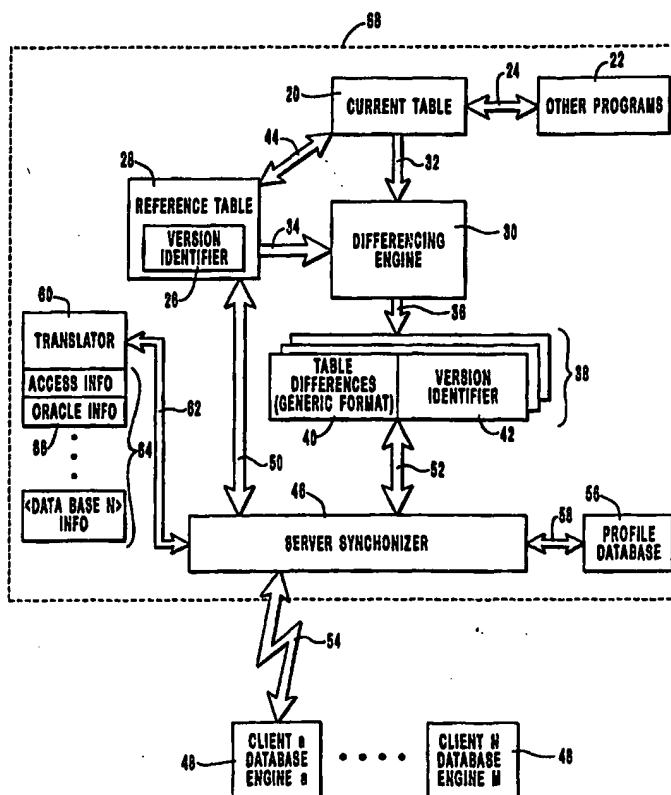 68
20
CURRENT TABLE
24
22
OTHER PROGRAMS
44
32
28
REFERENCE TABLE
VERSION
IDENTIFIER
26
34
DIFFERENCING
ENGINE
30
36
60
TRANSLATOR
ACCESS INFO
ORACLE INFO
66
<DATA BASE N>
INFO
64
62
50
TABLE
DIFFERENCES
(GENERIC FORMAT)
40
VERSION
IDENTIFIER
42
38
52
46
SERVER SYNCHONIZER
58
56
PROFILE
DATABASE
54
48
CLIENT n
DATABASE
ENGINE a
CLIENT N
DATABASE
ENGINE M
48